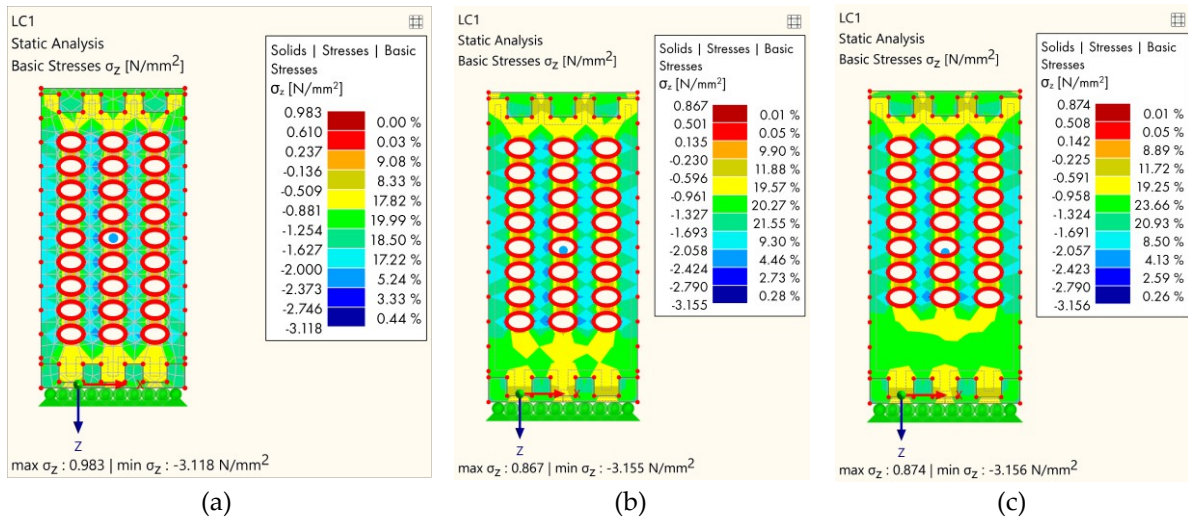 LC1
Static Analysis
Basic Stresses σz [N/mm2]
Solids | Stresses | Basic
Stresses
σz [N/mm2]
0.983
0.610
0.237
-0.136
-0.509
-0.881
-1.254
-1.627
-2.000
-2.373
-2.746
-3.118
0.00 %
0.03 %
9.08 %
8.33 %
17.82 %
19.99 %
18.50 %
17.22 %
5.24 %
3.33 %
0.44 %
X
Z
max σz : 0.983 | min σz : -3.118 N/mm2
(a)
LC1
Static Analysis
Basic Stresses σz [N/mm2]
Solids | Stresses | Basic
Stresses
σz [N/mm2]
0.867
0.501
0.135
-0.230
-0.596
-0.961
-1.327
-1.693
-2.058
-2.424
-2.790
-3.155
0.01 %
0.05 %
9.90 %
11.88 %
19.57 %
20.27 %
21.55 %
9.30 %
4.46 %
2.73 %
0.28 %
X
Z
max σz : 0.867 | min σz : -3.155 N/mm2
(b)
LC1
Static Analysis
Basic Stresses σz [N/mm2]
Solids | Stresses | Basic
Stresses
σz [N/mm2]
0.874
0.508
0.142
-0.225
-0.591
-0.958
-1.324
-1.691
-2.057
-2.423
-2.790
-3.156
0.01 %
0.05 %
8.89 %
11.72 %
19.25 %
23.66 %
20.93 %
8.50 %
4.13 %
2.59 %
0.26 %
X
Z
max σz : 0.874 | min σz : -3.156 N/mm2
(c)